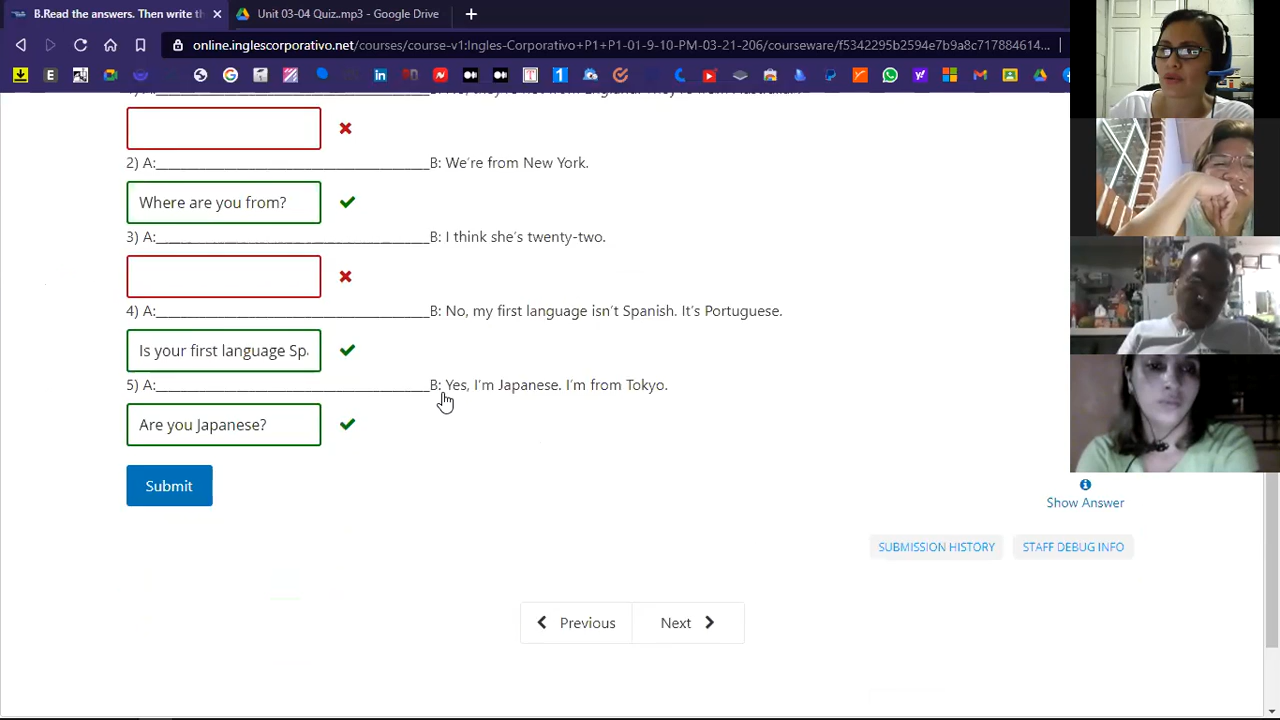 B.Read the answers. Then write th
Unit 03-04 Quiz..mp3 - Google Drive
online.inglescorporativo.net/courses/course-v1:Ingles-Corporativo+P1+P1-01-9-10-PM-03-21-206/courseware/f5342295b2594e7b9a8c717884614...
2) A:________________________________B: We're from New York.
Where are you from?
3) A:________________________________B: I think she's twenty-two.
4) A:________________________________B: No, my first language isn't Spanish. It's Portuguese.
Is your first language Sp
5) A:________________________________B: Yes, I'm Japanese. I'm from Tokyo.
Are you Japanese?
Submit
Show Answer
SUBMISSION HISTORY
STAFF DEBUG INFO
Previous
Next